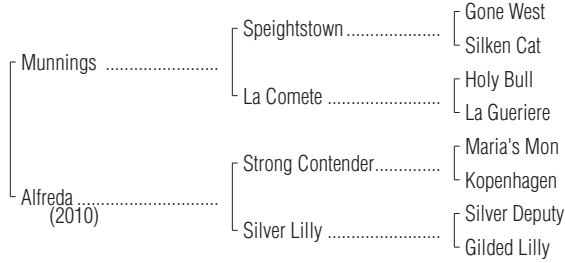 Gone West
Speightstown
Silken Cat
Munnings
Holy Bull
La Comete
La Gueriere
Maria's Mon
Strong Contender
Kopenhagen
Alfreda
(2010)
Silver Deputy
Silver Lilly
Gilded Lilly